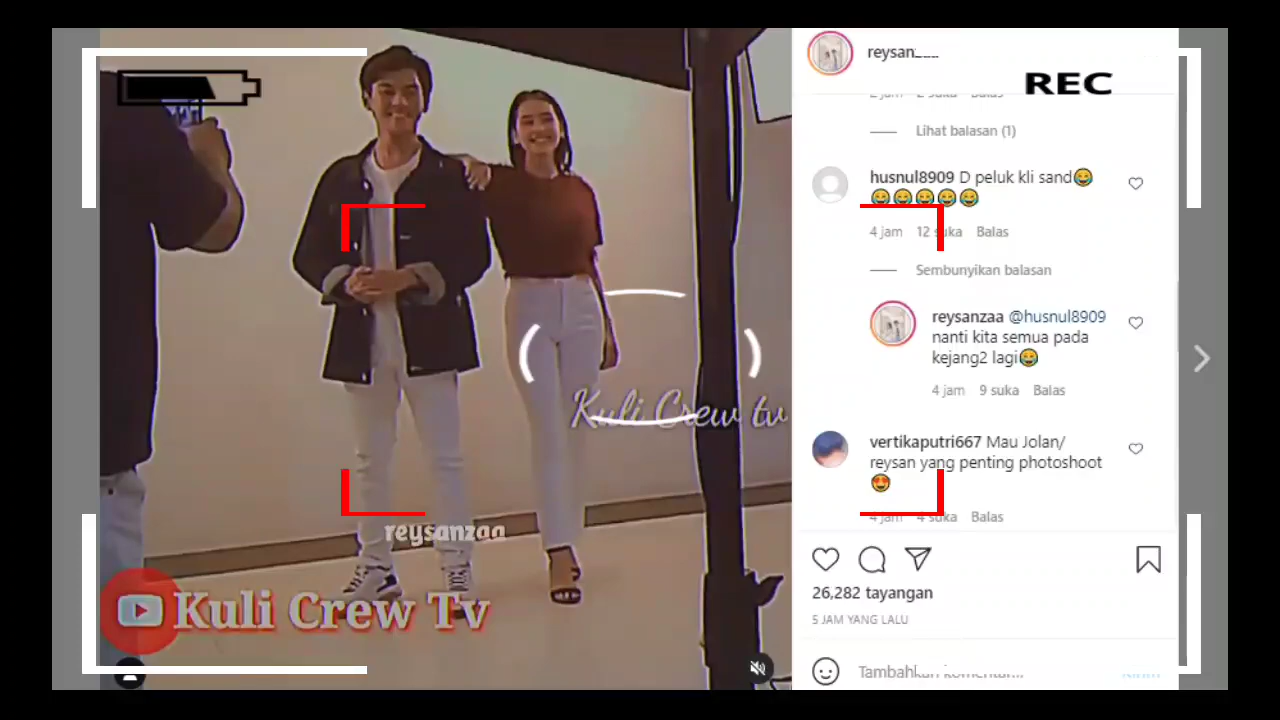 reysan
REC
Lihat balasan (1)
husnul8909 D peluk kli sand😂
😂😂😂😂😂
4 jam 12 suka Balas
Sembunyikan balasan
reysanzaa @husnul8909
nanti kita semua pada
kejang2 lagi😂
4 jam 9 suka Balas
vertikaputri667 Mau Jolan/
reysan yang penting photoshoot
😍
4 jam 4 suka Balas
26,282 tayangan
5 JAM YANG LALU
Tambahkan komentar...
Kuli Crew tv
reysanzaa
Kuli Crew Tv